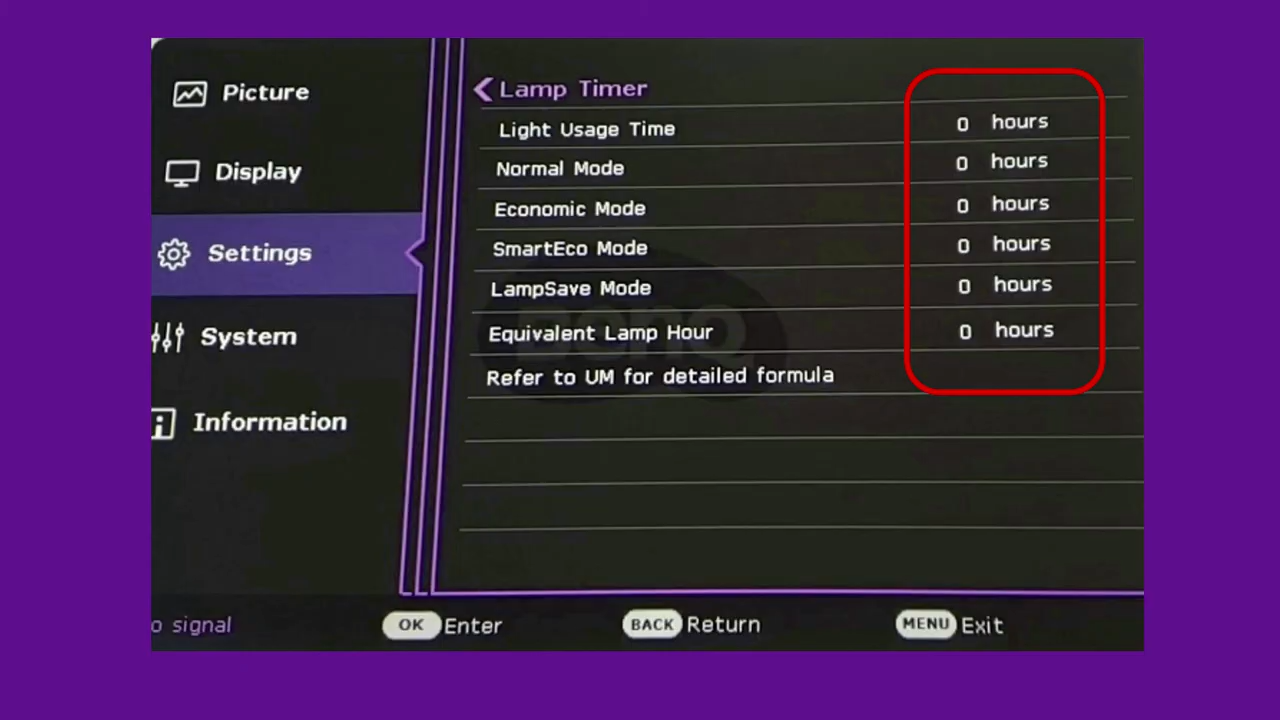 Picture
Display
Settings
System
Information
Lamp Timer
Light Usage Time 0 hours
Normal Mode 0 hours
Economic Mode 0 hours
SmartEco Mode 0 hours
LampSave Mode 0 hours
Equivalent Lamp Hour 0 hours
Refer to UM for detailed formula
BenQ
o signal
OK Enter
BACK Return
MENU Exit